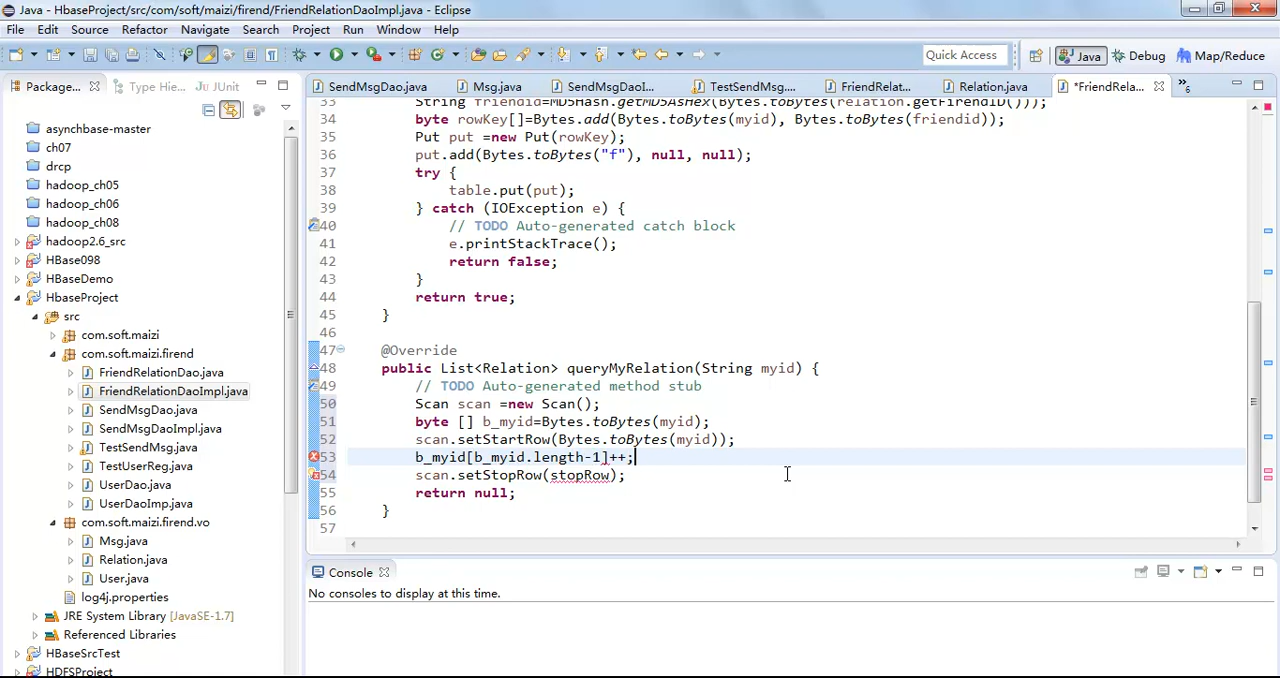 Java - HbaseProject/src/com/soft/maizi/firend/FriendRelationDaoImpl.java - Eclipse
File Edit Source Refactor Navigate Search Project Run Window Help
Quick Access Java Debug Map/Reduce
Package... Type Hie... JUnit
SendMsgDao.java Msg.java SendMsgDaoI... TestSendMsg.... FriendRelat... Relation.java *FriendRela... »6
asynchbase-master
ch07
drcp
hadoop_ch05
hadoop_ch06
hadoop_ch08
hadoop2.6_src
HBase098
HBaseDemo
HbaseProject
src
com.soft.maizi
com.soft.maizi.firend
FriendRelationDao.java
FriendRelationDaoImpl.java
SendMsgDao.java
SendMsgDaoImpl.java
TestSendMsg.java
TestUserReg.java
UserDao.java
UserDaoImp.java
com.soft.maizi.firend.vo
Msg.java
Relation.java
User.java
log4j.properties
JRE System Library [JavaSE-1.7]
Referenced Libraries
HBaseSrcTest
HDFSProject
33 String friendid=MD5Hash.getMD5AsHex(Bytes.toBytes(relation.getFirendID()));
34 byte rowKey[]=Bytes.add(Bytes.toBytes(myid), Bytes.toBytes(friendid));
35 Put put =new Put(rowKey);
36 put.add(Bytes.toBytes("f"), null, null);
37 try {
38 table.put(put);
39 } catch (IOException e) {
40 // TODO Auto-generated catch block
41 e.printStackTrace();
42 return false;
43 }
44 return true;
45 }
46
47 @Override
48 public List<Relation> queryMyRelation(String myid) {
49 // TODO Auto-generated method stub
50 Scan scan =new Scan();
51 byte [] b_myid=Bytes.toBytes(myid);
52 scan.setStartRow(Bytes.toBytes(myid));
53 b_myid[b_myid.length-1]++;
54 scan.setStopRow(stopRow);
55 return null;
56 }
57
Console
No consoles to display at this time.